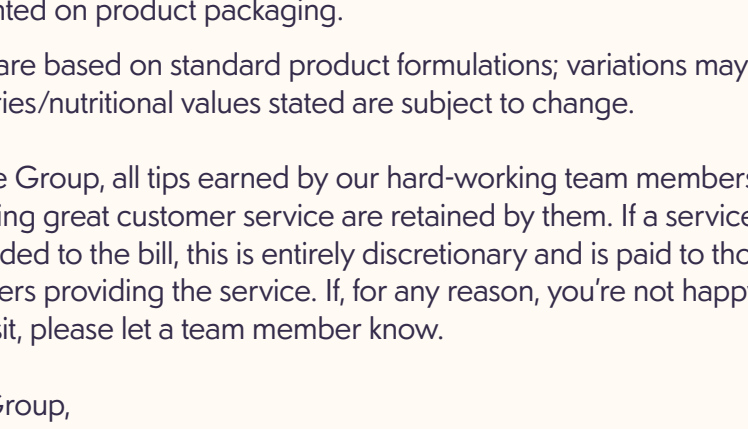 nted on product packaging.
are based on standard product formulations; variations may
ries/nutritional values stated are subject to change.
e Group, all tips earned by our hard-working team members
ing great customer service are retained by them. If a service
ded to the bill, this is entirely discretionary and is paid to tho
ers providing the service. If, for any reason, you’re not happy
sit, please let a team member know.
Group,